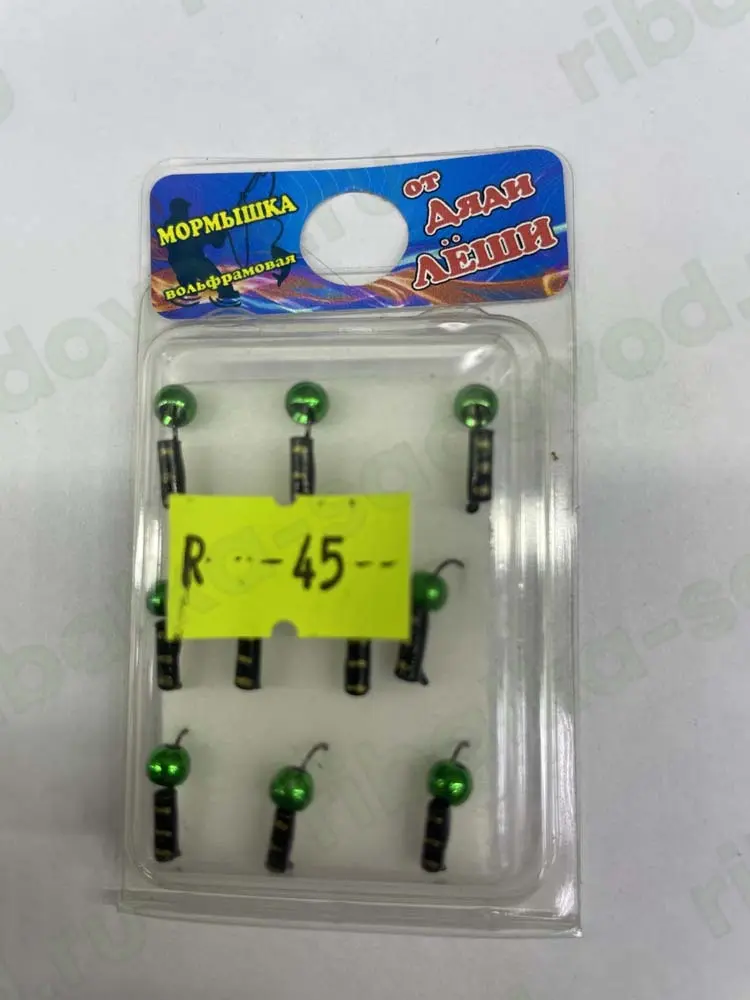 МОРМЫШКА
вольфрамовая
от
ДЯДИ
ЛЁШИ
R --- 45 --